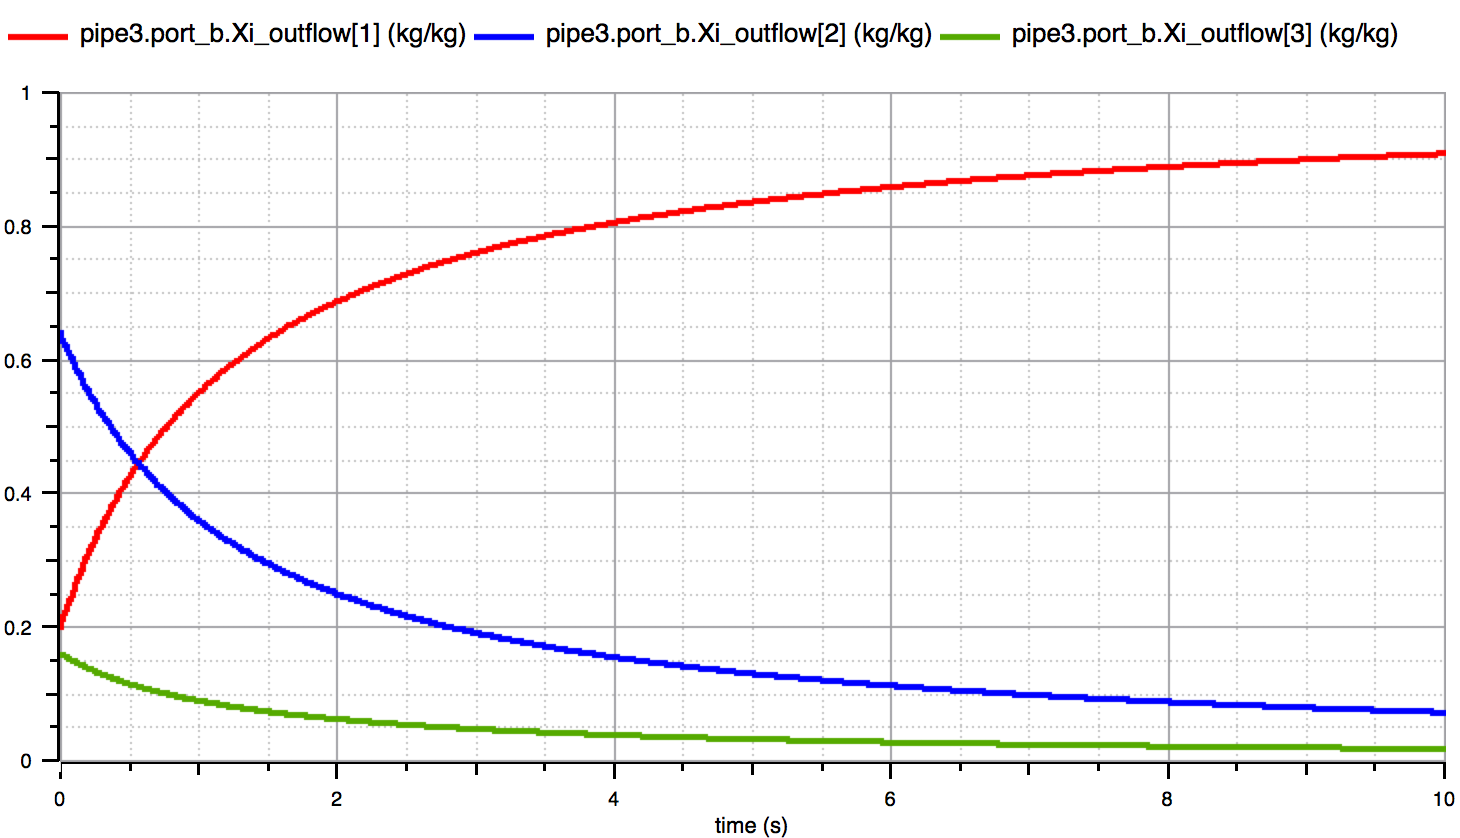 pipe3.port_b.Xi_outflow[1] (kg/kg) pipe3.port_b.Xi_outflow[2] (kg/kg) pipe3.port_b.Xi_outflow[3] (kg/kg)
1
0.8
0.6
0.4
0.2
0
0 2 4 6 8 10
time (s)